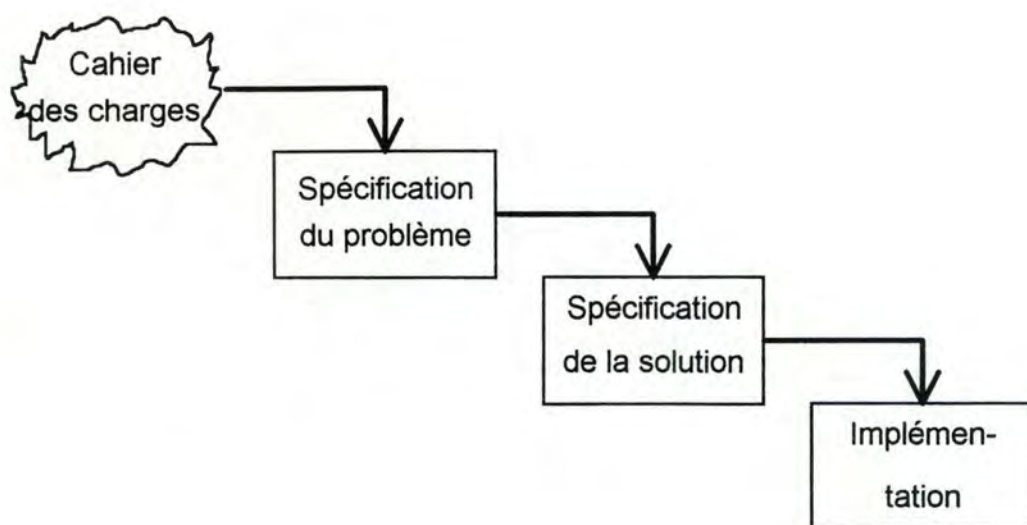 Cahier
des charges
Spécification
du problème
Spécification
de la solution
Implémen-
tation